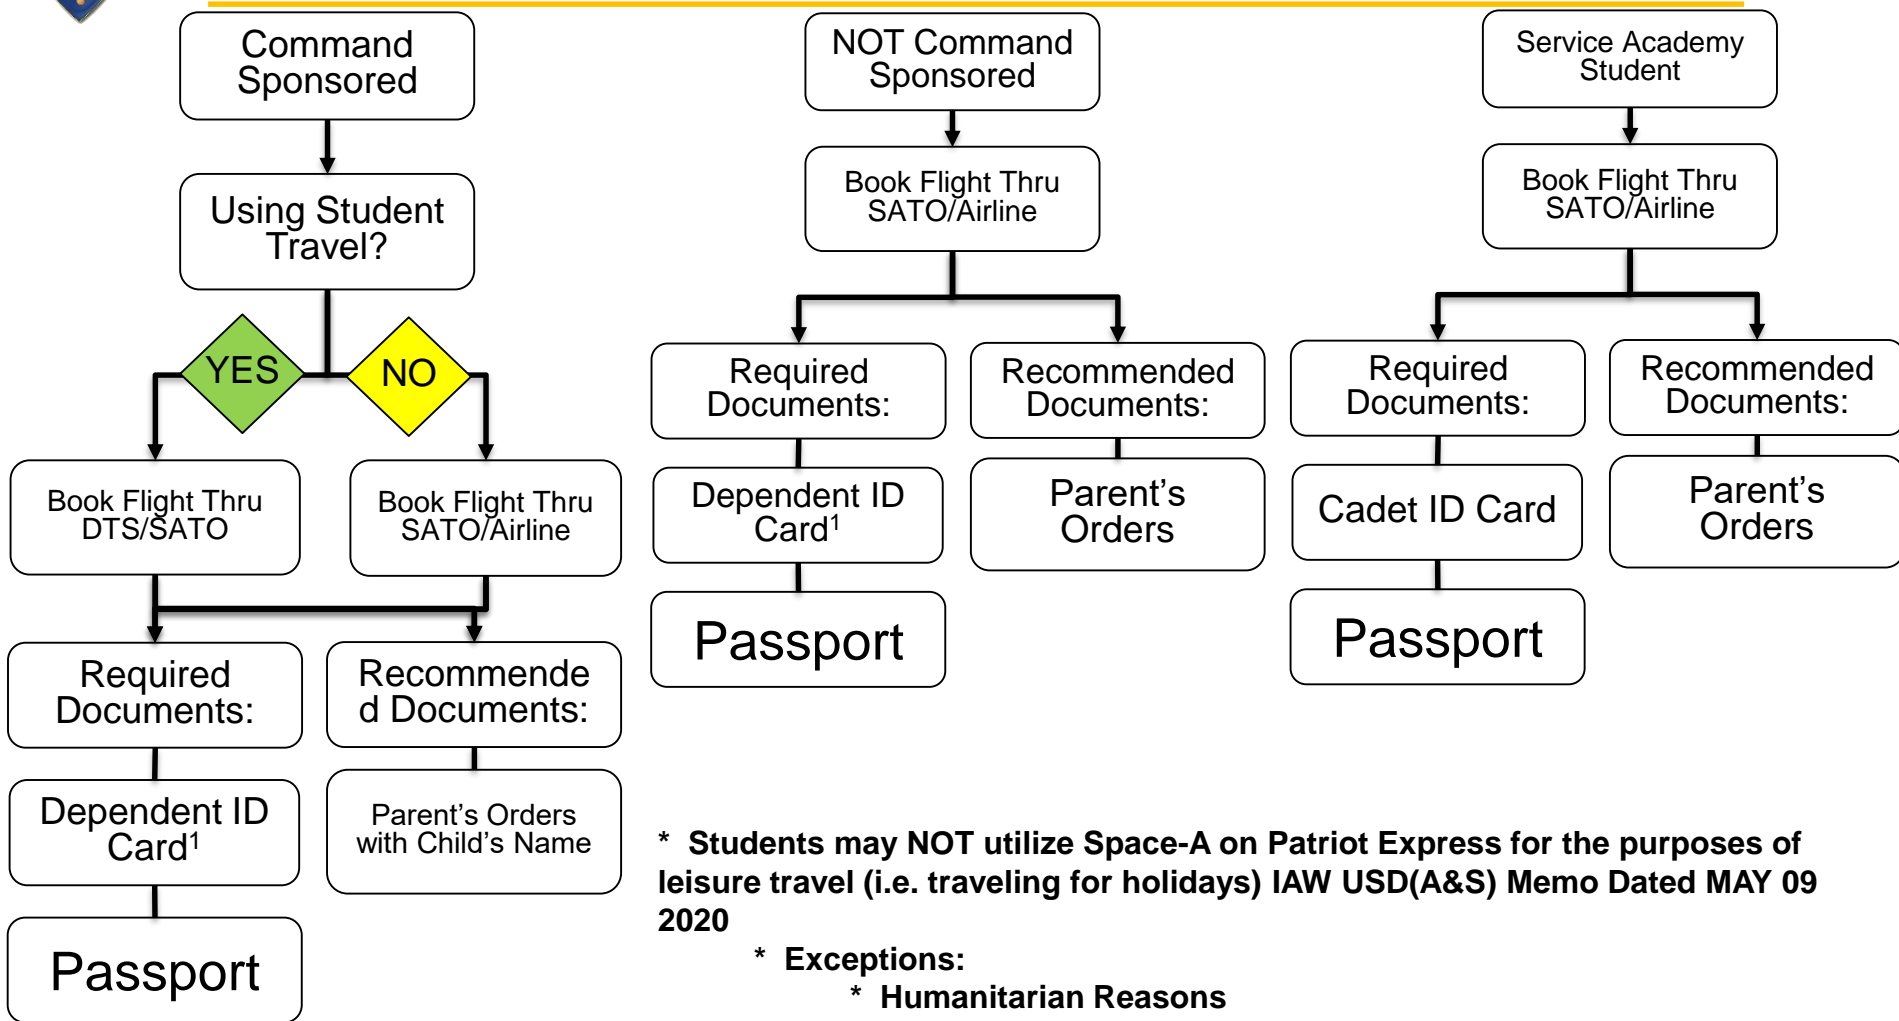 Command
Sponsored
Using Student
Travel?
YES
NO
Book Flight Thru
DTS/SATO
Book Flight Thru
SATO/Airline
Required
Documents:
Recommende
d Documents:
Dependent ID
Card¹
Parent's Orders
with Child's Name
Passport
NOT Command
Sponsored
Book Flight Thru
SATO/Airline
Required
Documents:
Recommended
Documents:
Dependent ID
Card¹
Parent's
Orders
Passport
Service Academy
Student
Book Flight Thru
SATO/Airline
Required
Documents:
Recommended
Documents:
Cadet ID Card
Parent's
Orders
Passport
* Students may NOT utilize Space-A on Patriot Express for the purposes of
leisure travel (i.e. traveling for holidays) IAW USD(A&S) Memo Dated MAY 09
2020
* Exceptions:
* Humanitarian Reasons